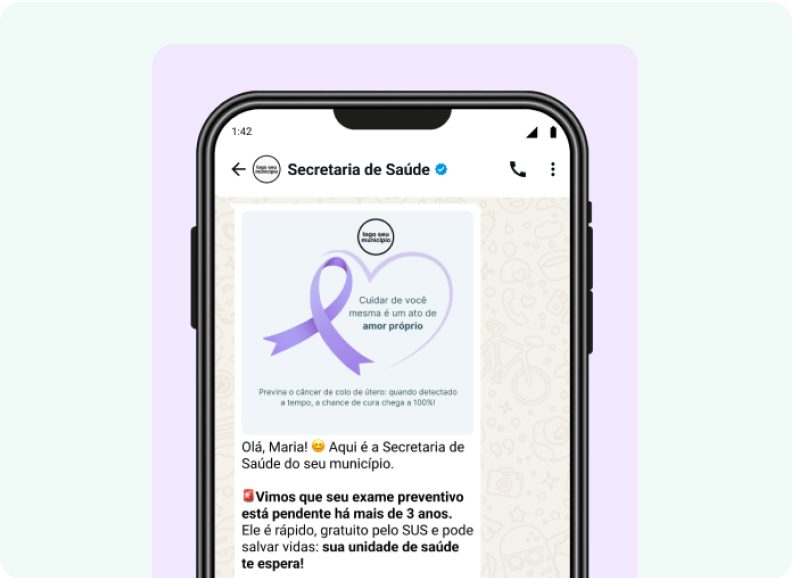 1:42
logo seu
município
Secretaria de Saúde
logo seu
município
Cuidar de você
mesma é um ato de
amor próprio
Previna o câncer de colo de útero: quando detectado
a tempo, a chance de cura chega a 100%!
Olá, Maria! 😊 Aqui é a Secretaria de
Saúde do seu município.
🚨Vimos que seu exame preventivo
está pendente há mais de 3 anos.
Ele é rápido, gratuito pelo SUS e pode
salvar vidas: sua unidade de saúde
te espera!